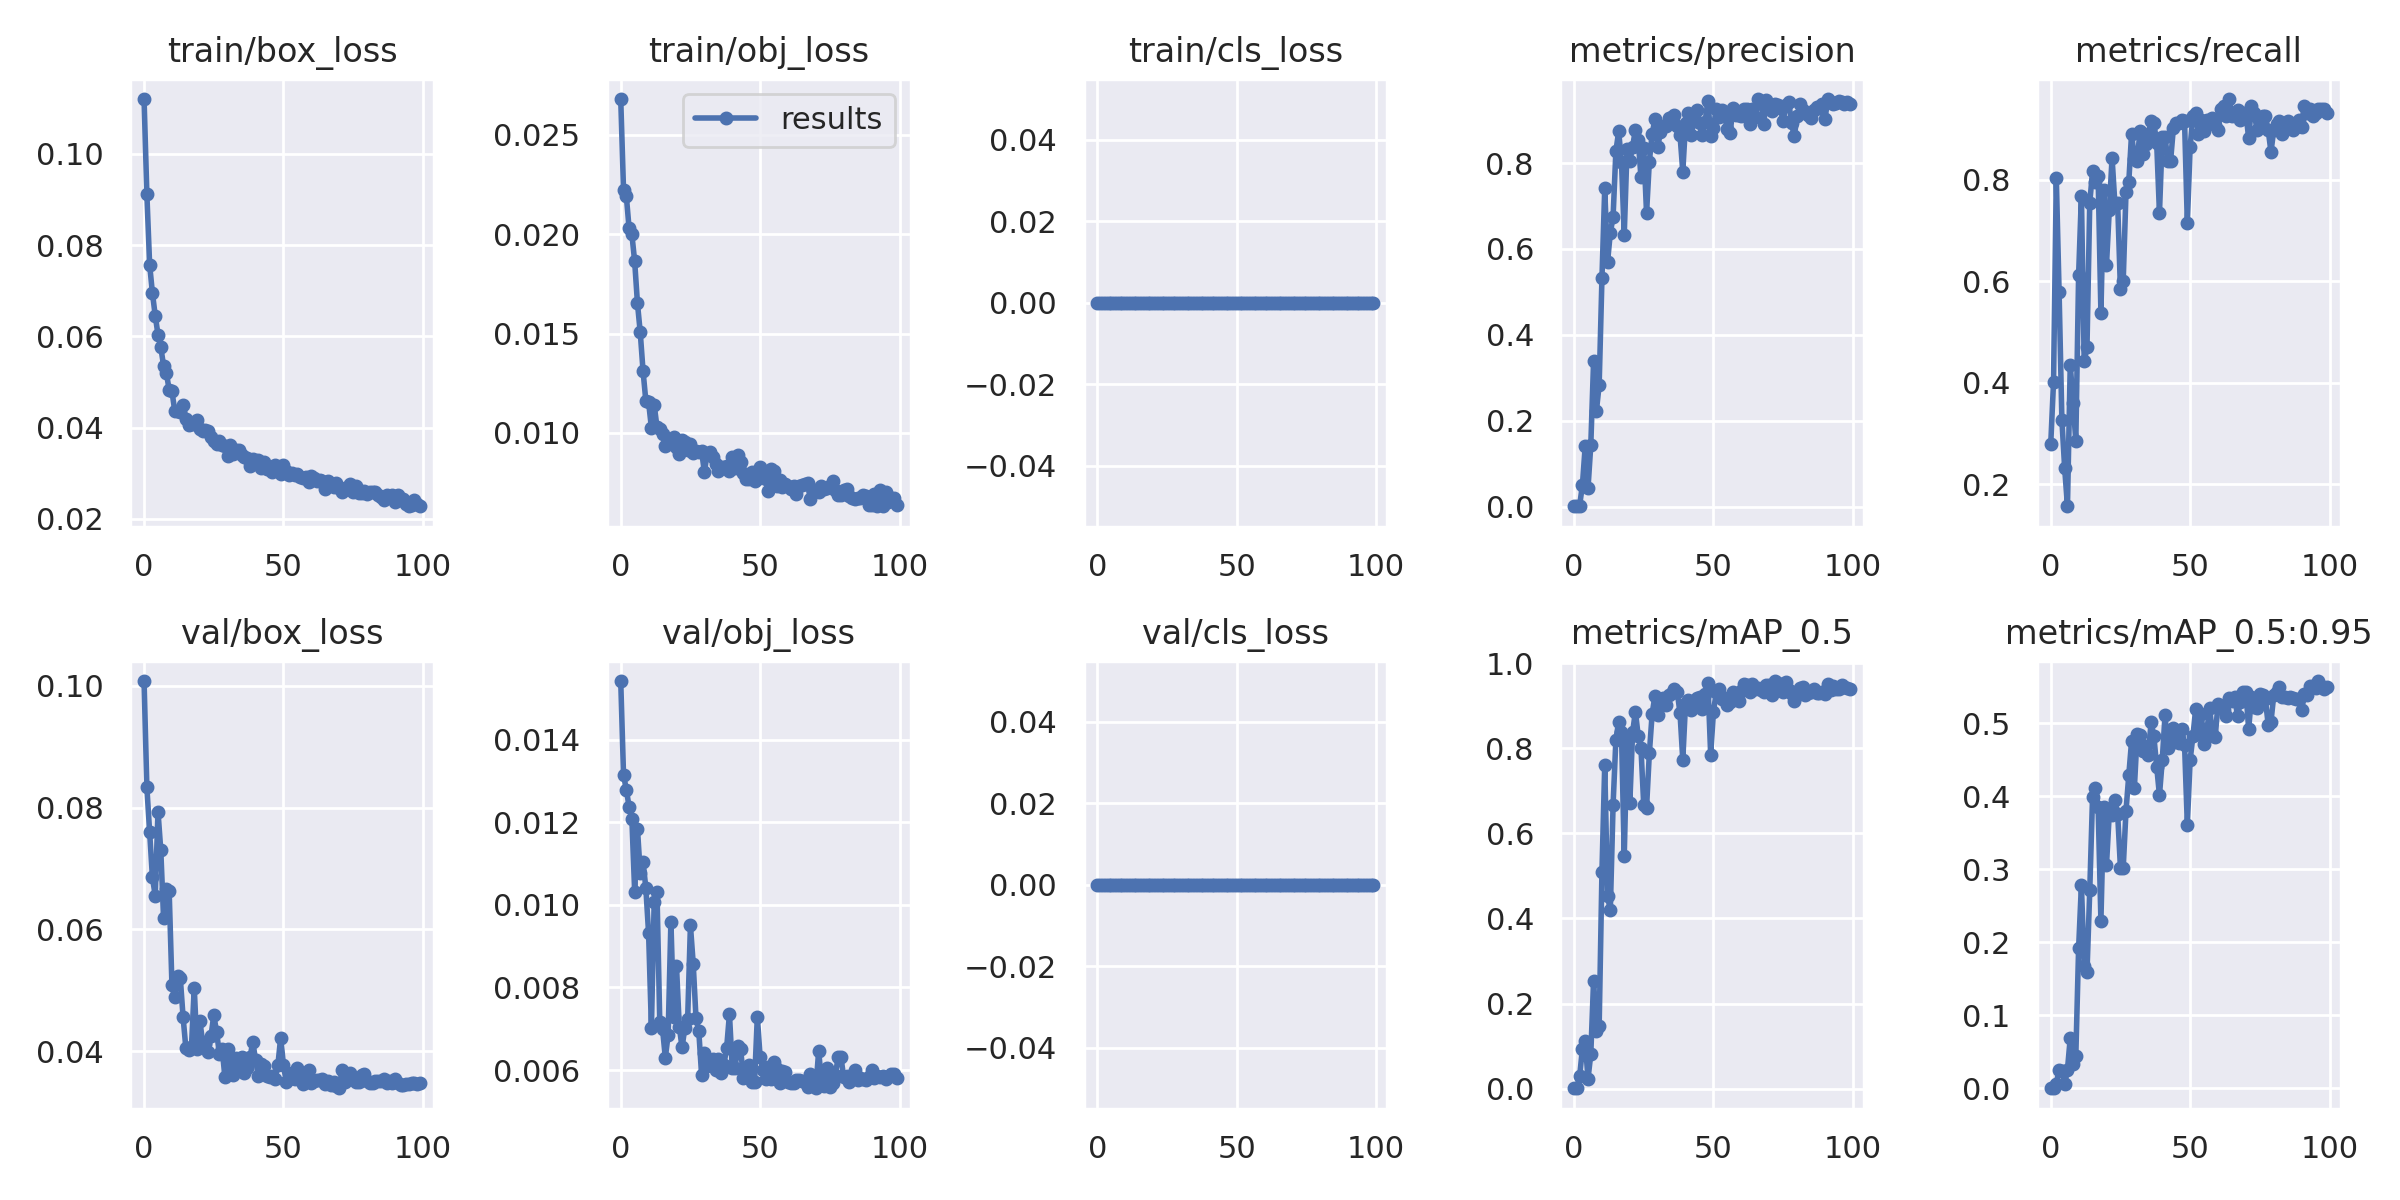 train/box_loss
0.10
0.08
0.06
0.04
0.02
0 50 100
train/obj_loss
results
0.025
0.020
0.015
0.010
0 50 100
train/cls_loss
0.04
0.02
0.00
−0.02
−0.04
0 50 100
metrics/precision
0.8
0.6
0.4
0.2
0.0
0 50 100
metrics/recall
0.8
0.6
0.4
0.2
0 50 100
val/box_loss
0.10
0.08
0.06
0.04
0 50 100
val/obj_loss
0.014
0.012
0.010
0.008
0.006
0 50 100
val/cls_loss
0.04
0.02
0.00
−0.02
−0.04
0 50 100
metrics/mAP_0.5
1.0
0.8
0.6
0.4
0.2
0.0
0 50 100
metrics/mAP_0.5:0.95
0.5
0.4
0.3
0.2
0.1
0.0
0 50 100